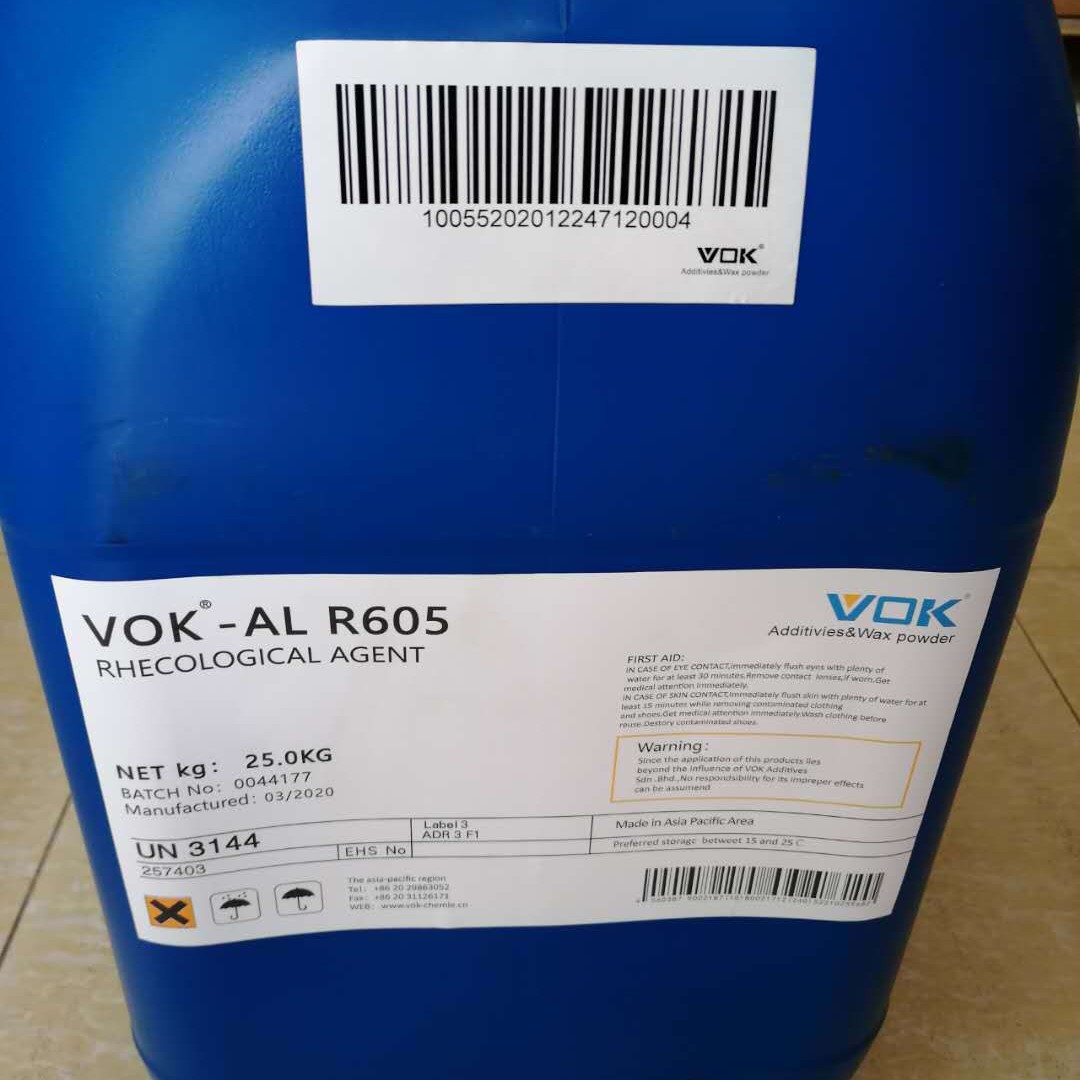 10055202012247120004
VOK®
Additivies&Wax powder
VOK®-AL R605
RHECOLOGICAL AGENT
VOK®
Additivies&Wax powder
FIRST AID:
IN CASE OF EYE CONTACT,immediately flush eyes with plenty of
water for at least 30 minutes.Remove contact lenses,if worn.Get
medical attention immediately.
IN CASE OF SKIN CONTACT,immediately flush skin with plenty of water for at
least 15 minutes while removing contaminated clothing
and shoes.Get medical attention immediately.Wash clothing before
reuse.Destory contaminated shoes.
Warning:
Since the application of this products lies
beyond the influence of VOK Additives
Sdn .Bhd.,No respondsibility for its impreper effects
can be assumend
NET kg: 25.0KG
BATCH No: 0044177
Manufactured: 03/2020
UN 3144
Label 3
ADR 3 F1
EHS No
Made in Asia Pacific Area
Preferred storage between 15 and 25 C
257403
The asia-pacific region
Tel: +86 20 29863052
Fax: +86 20 31126171
WEB: www.vok-chemie.cn